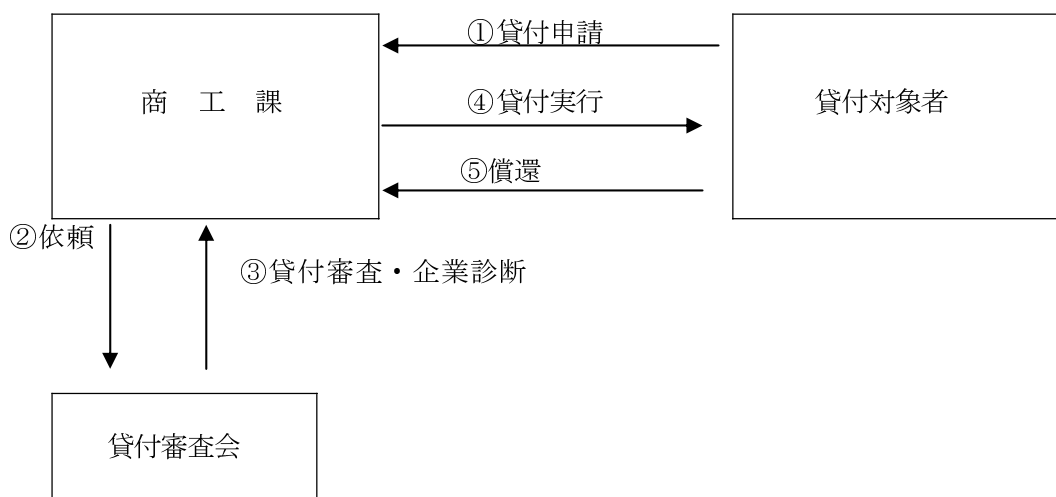 ①貸付申請
商　工　課
④貸付実行
貸付対象者
⑤償還
②依頼
③貸付審査・企業診断
貸付審査会